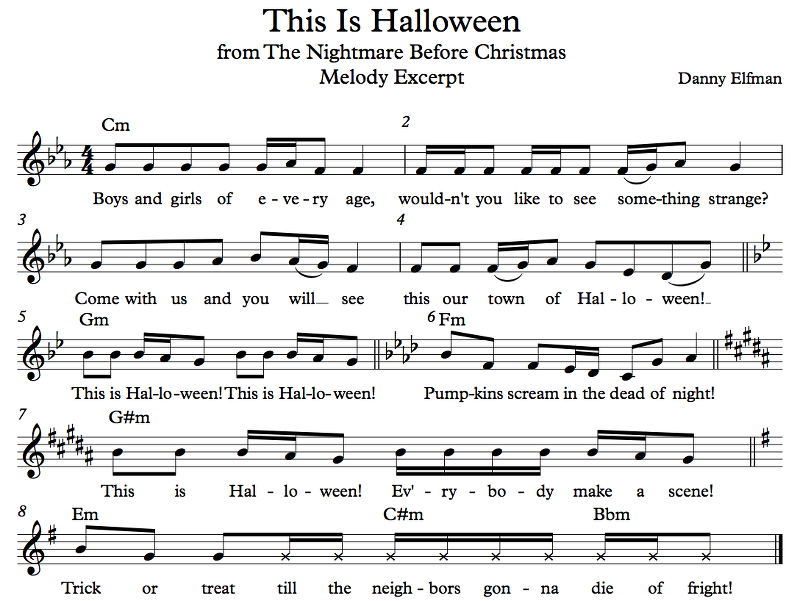 This Is Halloween
from The Nightmare Before Christmas
Melody Excerpt
Danny Elfman
Cm
2
4
4
Boys and girls of e - ve - ry age, would-n't you like to see some-thing strange?
3
4
Come with us and you will__ see this our town of Hal - lo - ween!_
5
Gm
6
Fm
This is Hal-lo-ween! This is Hal-lo-ween! Pump-kins scream in the dead of night!
7
G#m
This is Hal - lo - ween! Ev' - ry - bo - dy make a scene!
8
Em
C#m
Bbm
Trick or treat till the neigh - bors gon - na die of fright!